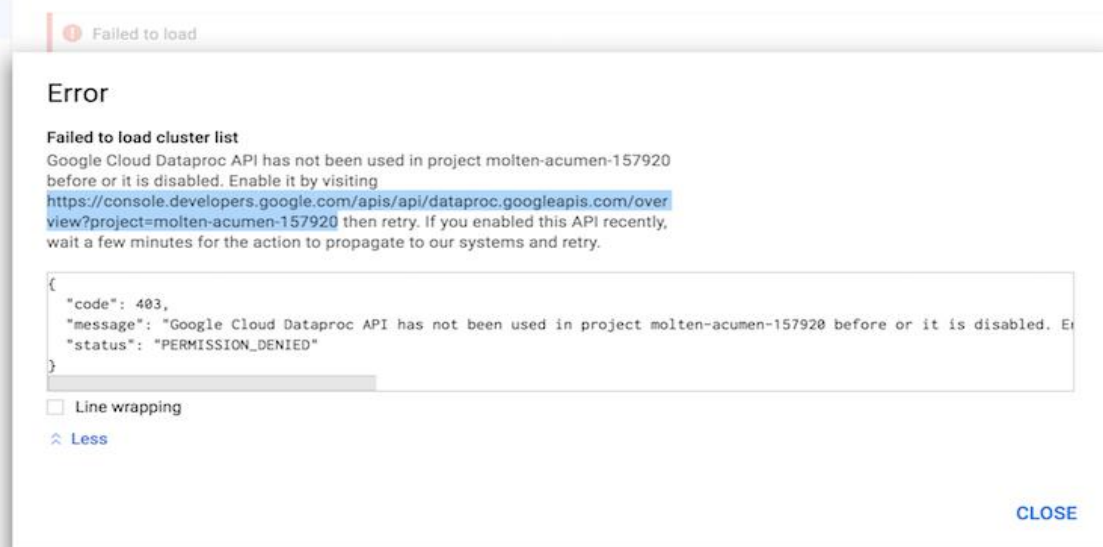 Failed to load
Error
Failed to load cluster list
Google Cloud Dataproc API has not been used in project molten-acumen-157920
before or it is disabled. Enable it by visiting
https://console.developers.google.com/apis/api/dataproc.googleapis.com/over
view?project=molten-acumen-157920 then retry. If you enabled this API recently,
wait a few minutes for the action to propagate to our systems and retry.
{
"code": 403,
"message": "Google Cloud Dataproc API has not been used in project molten-acumen-157920 before or it is disabled.
"status": "PERMISSION_DENIED"
}
Line wrapping
Less
CLOSE